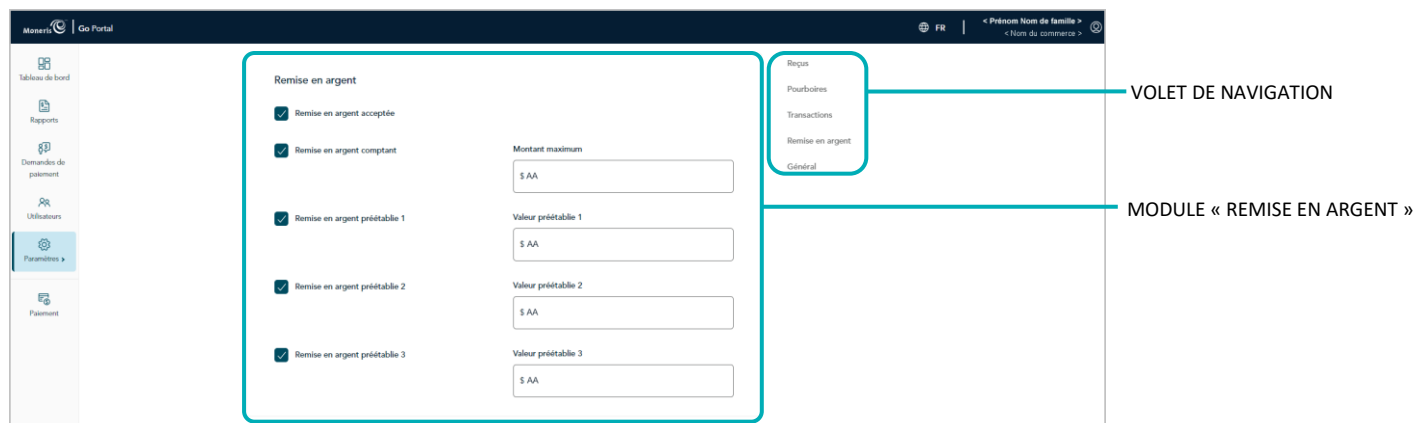 Moneris Go Portal
FR
< Prénom Nom de famille >
< Nom du commerce >
Tableau de bord
Rapports
Demandes de
paiement
Utilisateurs
Paramètres
Paiement
Remise en argent
Remise en argent acceptée
Remise en argent comptant
Montant maximum
$ AA
Remise en argent préétablie 1
Valeur préétablie 1
$ AA
Remise en argent préétablie 2
Valeur préétablie 2
$ AA
Remise en argent préétablie 3
Valeur préétablie 3
$ AA
Reçus
Pourboires
Transactions
Remise en argent
Général
VOLET DE NAVIGATION
MODULE « REMISE EN ARGENT »